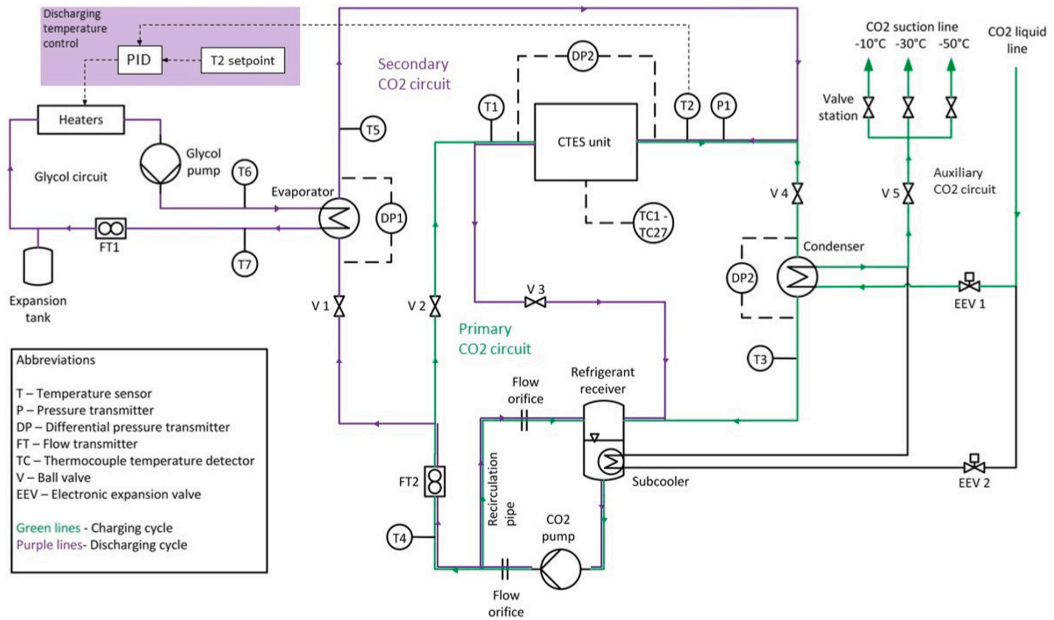 Discharging
temperature
control
PID
T2 setpoint
Heaters
Glycol circuit
Glycol
pump
FT1
Expansion
tank
T6
T7
T5
Evaporator
DP1
Secondary
CO2 circuit
DP2
T1
T2
P1
CTES unit
TC1 -
TC27
CO2 suction line
-10°C
-30°C
-50°C
CO2 liquid
line
Valve
station
Auxiliary
CO2 circuit
V 4
V 5
Condenser
DP2
EEV 1
T3
V 1
V 2
V 3
Primary
CO2 circuit
Flow
orifice
Refrigerant
receiver
Subcooler
EEV 2
FT2
Recirculation
pipe
T4
CO2
pump
Flow
orifice
Abbreviations
T – Temperature sensor
P – Pressure transmitter
DP – Differential pressure transmitter
FT – Flow transmitter
TC – Thermocouple temperature detector
V – Ball valve
EEV – Electronic expansion valve
Green lines - Charging cycle
Purple lines- Discharging cycle